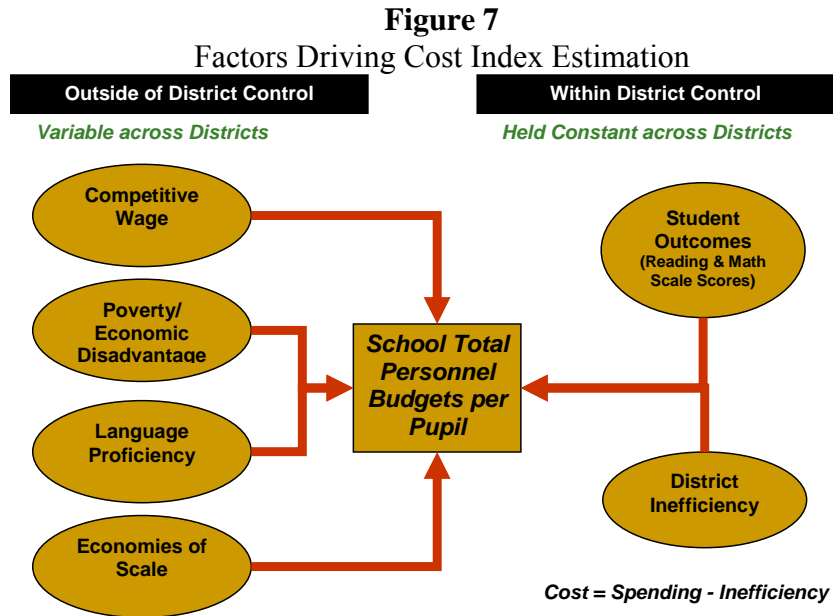 Figure 7
Factors Driving Cost Index Estimation
Outside of District Control
Within District Control
Variable across Districts
Held Constant across Districts
Competitive
Wage
Poverty/
Economic
Disadvantage
Language
Proficiency
Economies of
Scale
School Total
Personnel
Budgets per
Pupil
Student
Outcomes
(Reading & Math
Scale Scores)
District
Inefficiency
Cost = Spending - Inefficiency